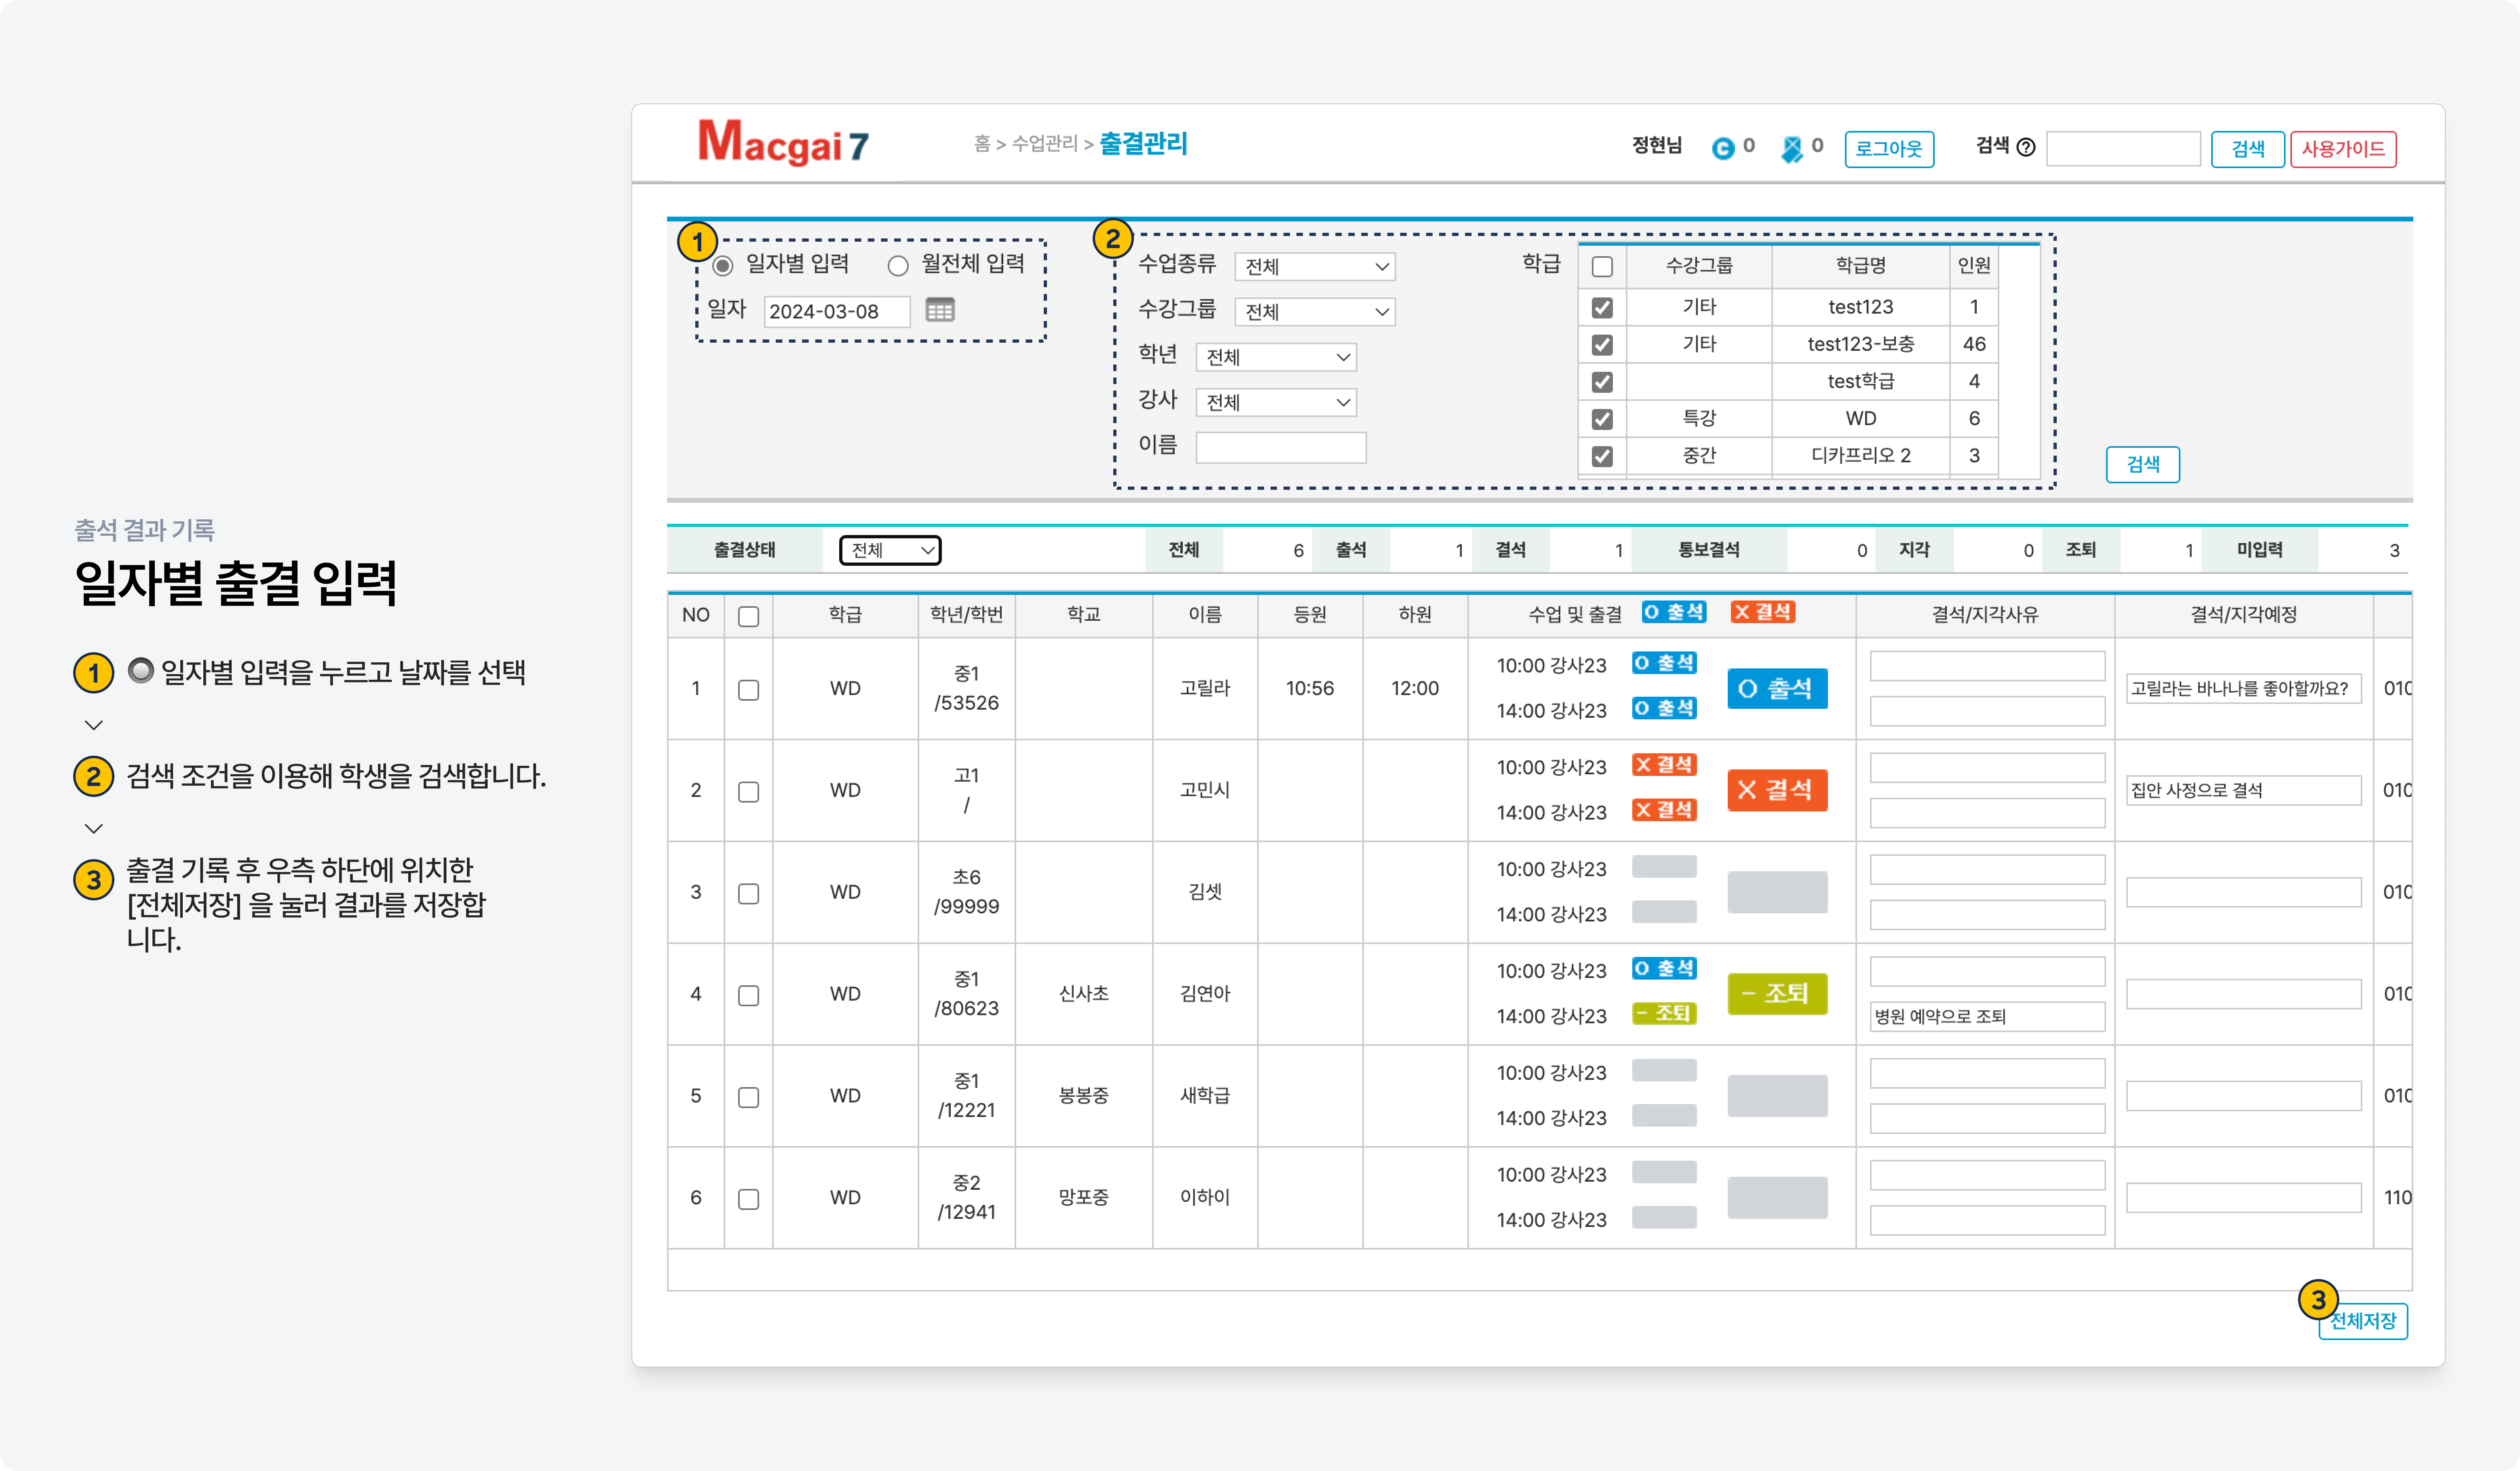 출석 결과 기록
일자별 출결 입력
1 일자별 입력을 누르고 날짜를 선택
2 검색 조건을 이용해 학생을 검색합니다.
3 출결 기록 후 우측 하단에 위치한
[전체저장] 을 눌러 결과를 저장합
니다.
Macgai 7 홈 > 수업관리 > 출결관리 정현님 C 0 0 로그아웃 검색 ? 검색 사용가이드
1 2
일자별 입력 월전체 입력
일자 2024-03-08
수업종류 전체
수강그룹 전체
학년 전체
강사 전체
이름
학급 수강그룹 학급명 인원
기타 test123 1
기타 test123-보충 46
test학급 4
특강 WD 6
중간 디카프리오 2 3
검색
출결상태 전체 전체 6 출석 1 결석 1 통보결석 0 지각 0 조퇴 1 미입력 3
NO 학급 학년/학번 학교 이름 등원 하원 수업 및 출결 O 출석 X 결석 결석/지각사유 결석/지각예정
1 WD 중1 /53526 고릴라 10:56 12:00 10:00 강사23 O 출석 O 출석 고릴라는 바나나를 좋아할까요? 010
14:00 강사23 O 출석
2 WD 고1 / 고민시 10:00 강사23 X 결석 X 결석 집안 사정으로 결석 010
14:00 강사23 X 결석
3 WD 초6 /99999 김셋 10:00 강사23 010
14:00 강사23
4 WD 중1 /80623 신사초 김연아 10:00 강사23 O 출석 – 조퇴 010
14:00 강사23 – 조퇴 병원 예약으로 조퇴
5 WD 중1 /12221 봉봉중 새학급 10:00 강사23 010
14:00 강사23
6 WD 중2 /12941 망포중 이하이 10:00 강사23 110
14:00 강사23
3
전체저장